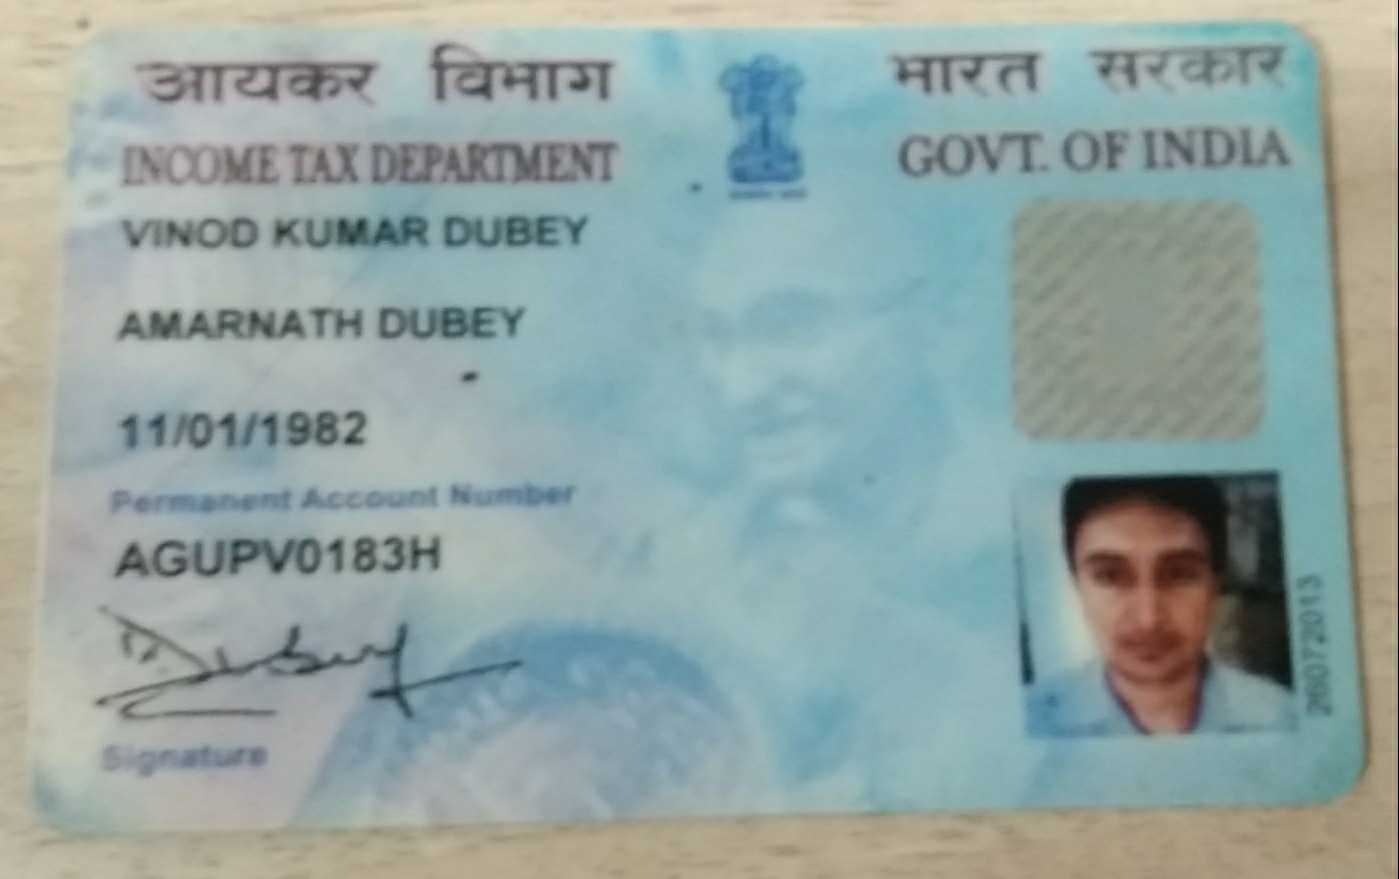 आयकर विभाग
भारत सरकार
INCOME TAX DEPARTMENT
GOVT. OF INDIA
VINOD KUMAR DUBEY
AMARNATH DUBEY
11/01/1982
Permanent Account Number
AGUPV0183H
Dubey
Signature
26072013